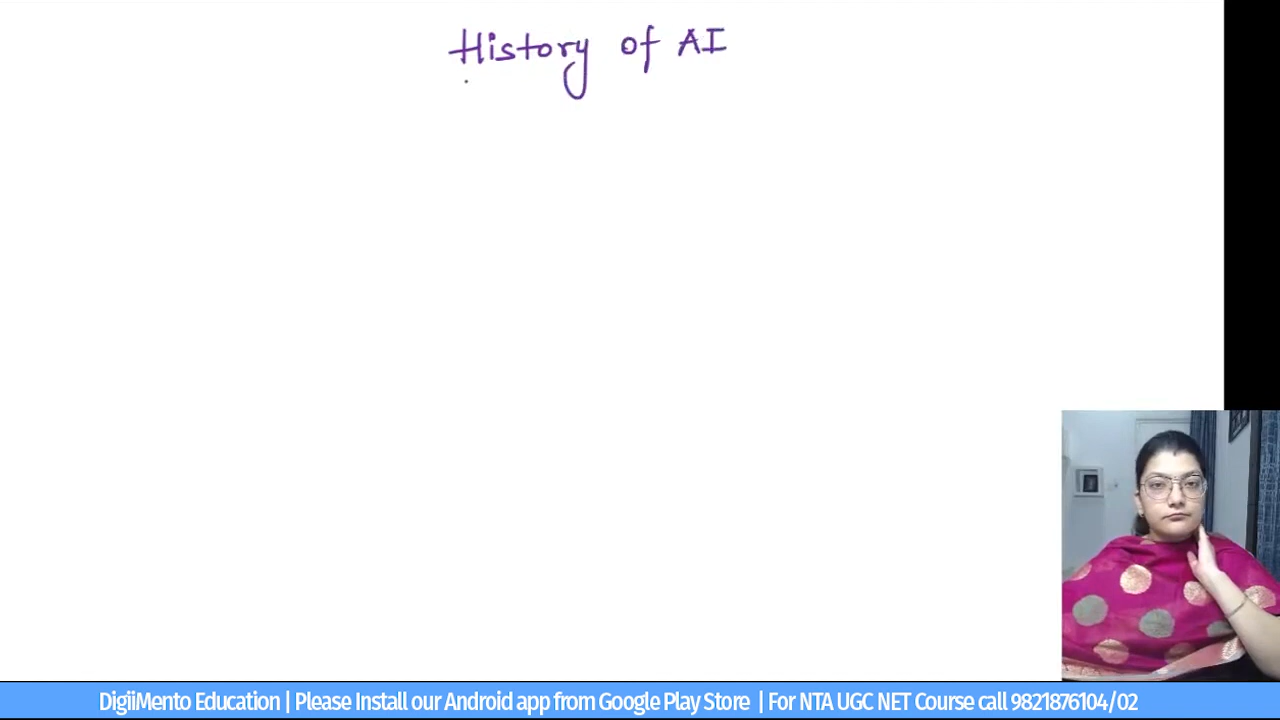 History of AI
DigiiMento Education | Please Install our Android app from Google Play Store | For NTA UGC NET Course call 9821876104/02